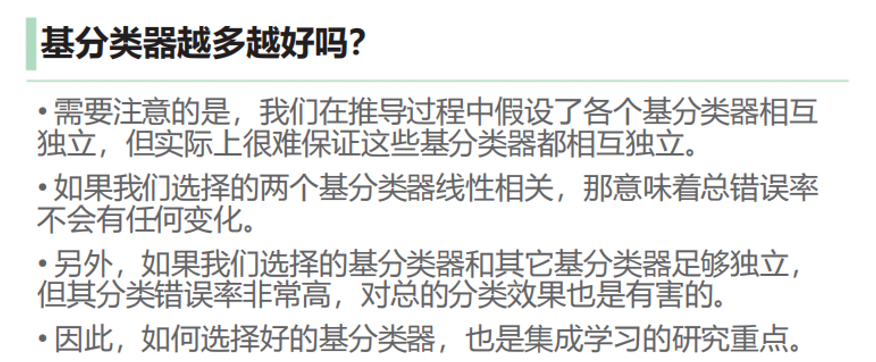 基分类器越多越好吗?
• 需要注意的是，我们在推导过程中假设了各个基分类器相互
独立，但实际上很难保证这些基分类器都相互独立。
• 如果我们选择的两个基分类器线性相关，那意味着总错误率
不会有任何变化。
• 另外，如果我们选择的基分类器和其它基分类器足够独立，
但其分类错误率非常高，对总的分类效果也是有害的。
• 因此，如何选择好的基分类器，也是集成学习的研究重点。